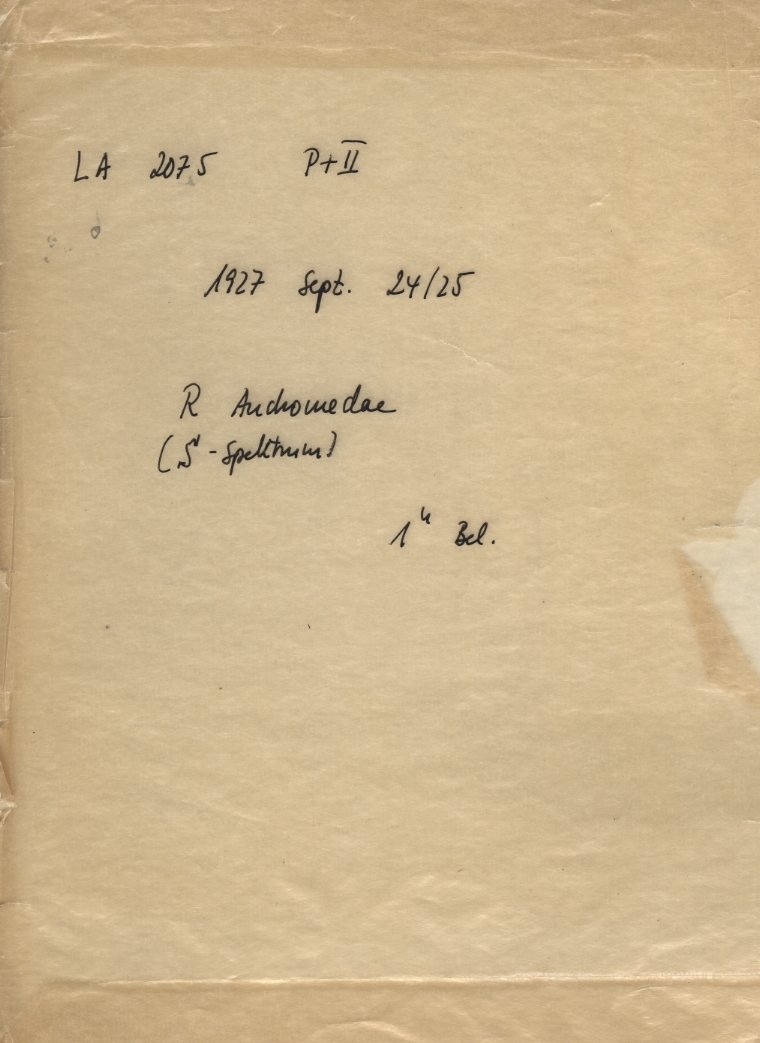 LA 2075 P+II
1927 Sept. 24/25
R Andromedae
(S-Spektrum)
1ʰ Bel.